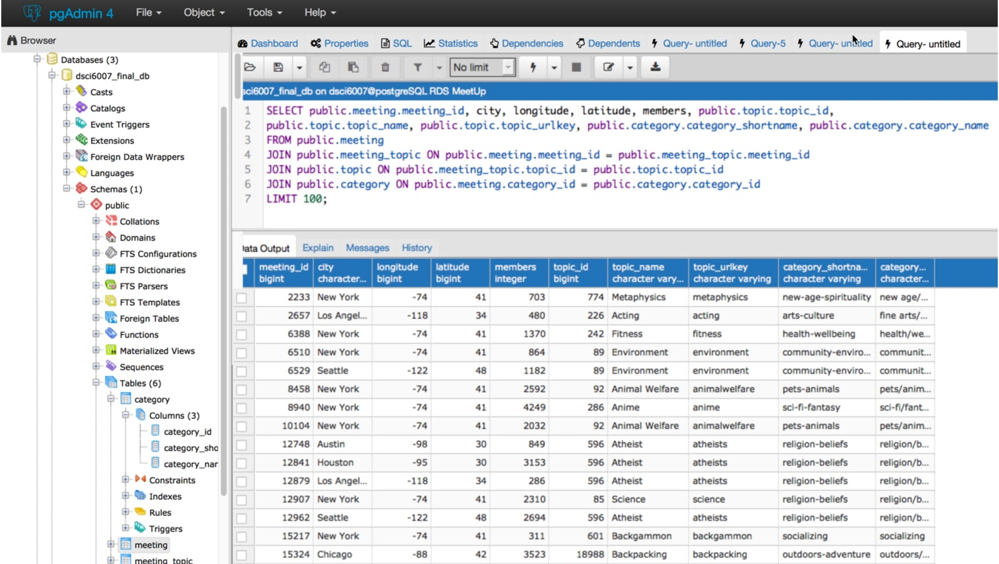 pgAdmin 4 File Object Tools Help
Browser
Dashboard Properties SQL Statistics Dependencies Dependents Query- untitled Query-5 Query- untitled Query- untitled
No limit
dsci6007_final_db on dsci6007@postgreSQL RDS MeetUp
Databases (3)
dsci6007_final_db
Casts
Catalogs
Event Triggers
Extensions
Foreign Data Wrappers
Languages
Schemas (1)
public
Collations
Domains
FTS Configurations
FTS Dictionaries
FTS Parsers
FTS Templates
Foreign Tables
Functions
Materialized Views
Sequences
Tables (6)
category
Columns (3)
category_id
category_sho
category_nar
Constraints
Indexes
Rules
Triggers
meeting
meeting_topic
1 SELECT public.meeting.meeting_id, city, longitude, latitude, members, public.topic.topic_id,
2 public.topic.topic_name, public.topic.topic_urlkey, public.category.category_shortname, public.category.category_name
3 FROM public.meeting
4 JOIN public.meeting_topic ON public.meeting.meeting_id = public.meeting_topic.meeting_id
5 JOIN public.topic ON public.meeting_topic.topic_id = public.topic.topic_id
6 JOIN public.category ON public.meeting.category_id = public.category.category_id
7 LIMIT 100;
Data Output Explain Messages History
meeting_id city longitude latitude members topic_id topic_name topic_urlkey category_shortna... category...
bigint character... bigint bigint integer bigint character vary... character varying character varying character...
2233 New York -74 41 703 774 Metaphysics metaphysics new-age-spirituality new age/...
2657 Los Angel... -118 34 480 226 Acting acting arts-culture fine arts/...
6388 New York -74 41 1370 242 Fitness fitness health-wellbeing health/we...
6510 New York -74 41 864 89 Environment environment community-enviro... communit...
6529 Seattle -122 48 1182 89 Environment environment community-enviro... communit...
8458 New York -74 41 2592 92 Animal Welfare animalwelfare pets-animals pets/anim...
8940 New York -74 41 4249 286 Anime anime sci-fi-fantasy sci-fi/fant...
10104 New York -74 41 2032 92 Animal Welfare animalwelfare pets-animals pets/anim...
12748 Austin -98 30 849 596 Atheist atheists religion-beliefs religion/b...
12841 Houston -95 30 3153 596 Atheist atheists religion-beliefs religion/b...
12879 Los Angel... -118 34 286 596 Atheist atheists religion-beliefs religion/b...
12907 New York -74 41 2310 85 Science science religion-beliefs religion/b...
12962 Seattle -122 48 2694 596 Atheist atheists religion-beliefs religion/b...
15217 New York -74 41 311 601 Backgammon backgammon socializing socializing
15324 Chicago -88 42 3523 18988 Backpacking backpacking outdoors-adventure outdoors/...